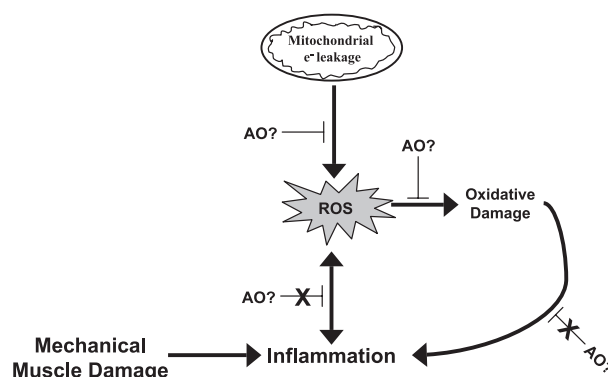 Mitochondrial
e⁻ leakage
AO?
AO?
ROS
Oxidative
Damage
AO?
X
Mechanical
Muscle Damage
Inflammation
X
AO?